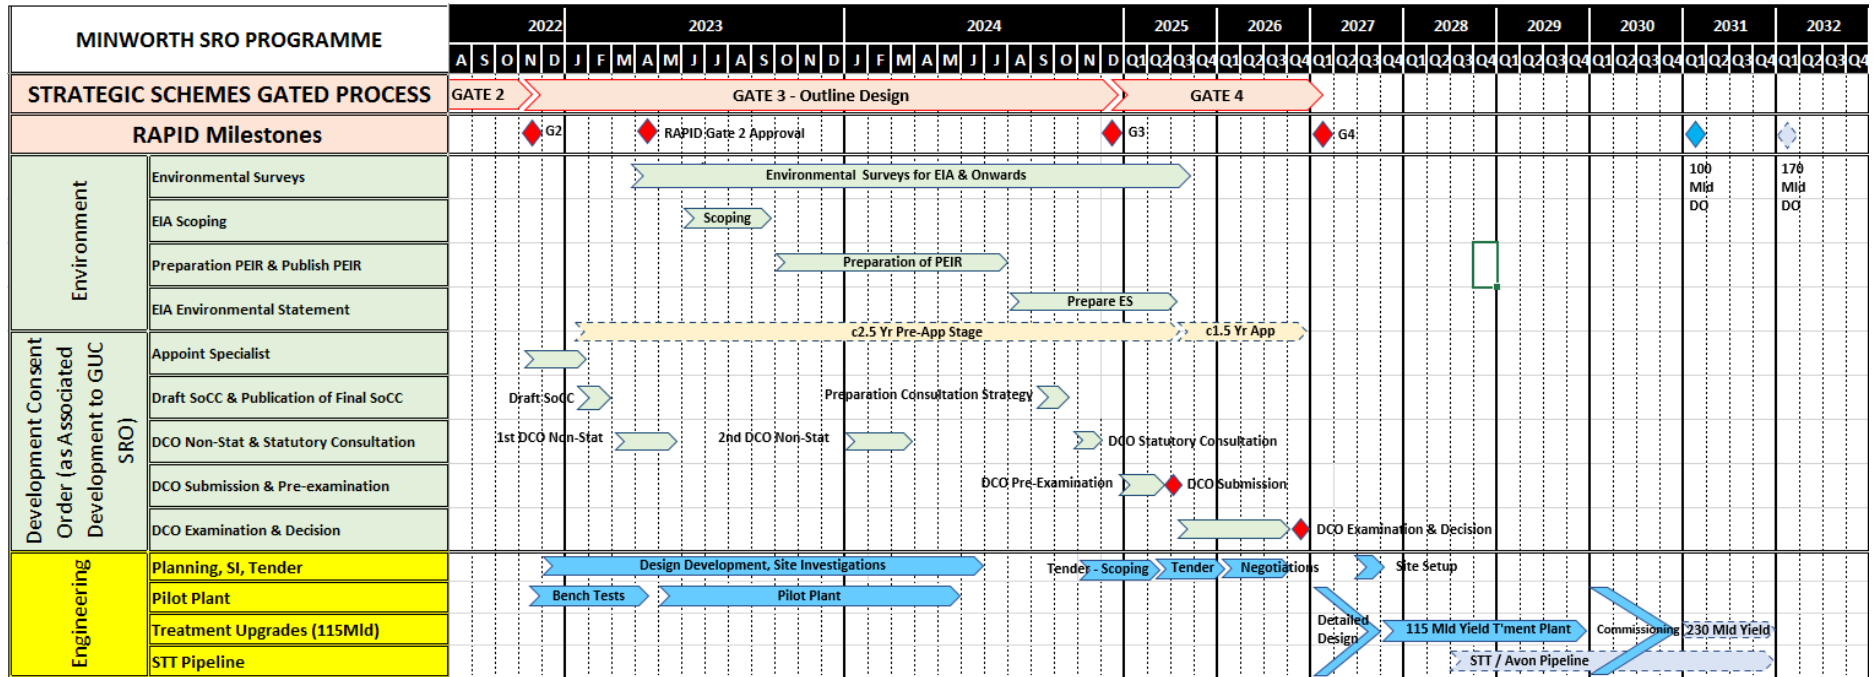 MINWORTH SRO PROGRAMME
2022 2023 2024 2025 2026 2027 2028 2029 2030 2031 2032
A S O N D J F M A M J J A S O N D J F M A M J J A S O N D Q1 Q2 Q3 Q4 Q1 Q2 Q3 Q4 Q1 Q2 Q3 Q4 Q1 Q2 Q3 Q4 Q1 Q2 Q3 Q4 Q1 Q2 Q3 Q4 Q1 Q2 Q3 Q4 Q1 Q2 Q3 Q4
STRATEGIC SCHEMES GATED PROCESS
GATE 2
GATE 3 - Outline Design
GATE 4
RAPID Milestones
G2
RAPID Gate 2 Approval
G3
G4
100
Mld
DO
170
Mld
DO
Environment
Environmental Surveys
Environmental Surveys for EIA & Onwards
EIA Scoping
Scoping
Preparation PEIR & Publish PEIR
Preparation of PEIR
EIA Environmental Statement
Prepare ES
c2.5 Yr Pre-App Stage
c1.5 Yr App
Development Consent
Order (as Associated
Development to GUC
SRO)
Appoint Specialist
Draft SoCC & Publication of Final SoCC
Draft SoCC
Preparation Consultation Strategy
DCO Non-Stat & Statutory Consultation
1st DCO Non-Stat
2nd DCO Non-Stat
DCO Statutory Consultation
DCO Submission & Pre-examination
DCO Pre-Examination
DCO Submission
DCO Examination & Decision
DCO Examination & Decision
Engineering
Planning, SI, Tender
Design Development, Site Investigations
Tender - Scoping
Tender
Negotiations
Site Setup
Pilot Plant
Bench Tests
Pilot Plant
Treatment Upgrades (115Mld)
Detailed
Design
115 Mld Yield T'ment Plant
Commissioning
230 Mld Yield
STT Pipeline
STT / Avon Pipeline